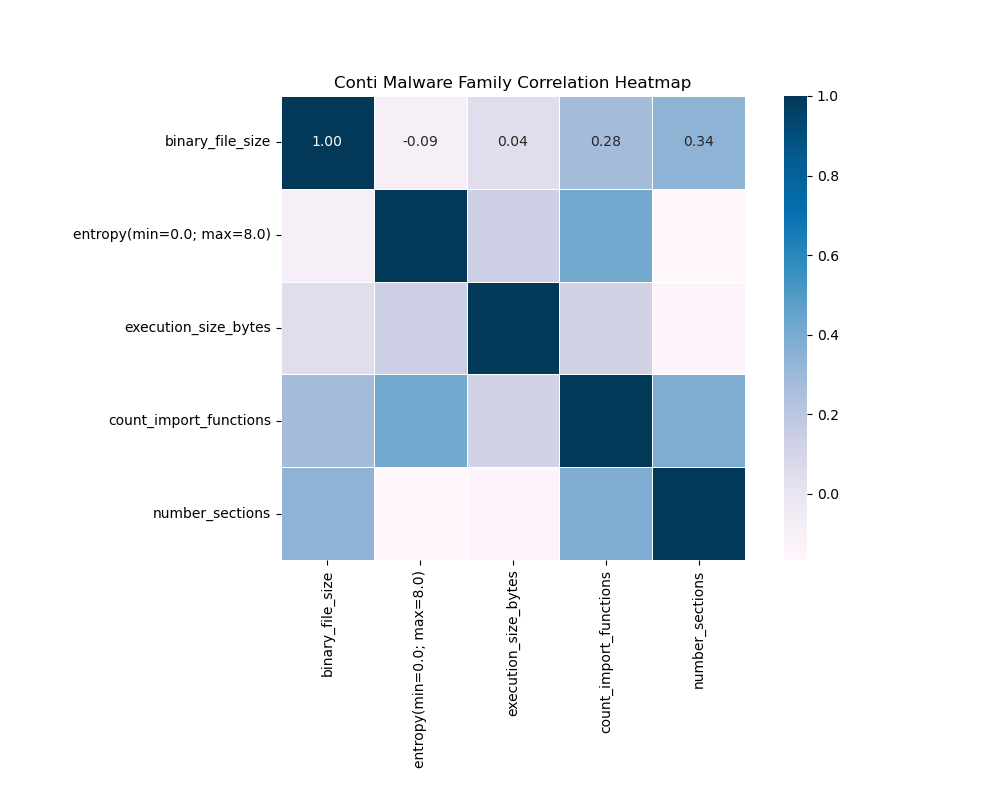 Conti Malware Family Correlation Heatmap
binary_file_size
1.00 -0.09 0.04 0.28 0.34
entropy(min=0.0; max=8.0)
execution_size_bytes
count_import_functions
number_sections
binary_file_size
entropy(min=0.0; max=8.0)
execution_size_bytes
count_import_functions
number_sections
1.0
0.8
0.6
0.4
0.2
0.0